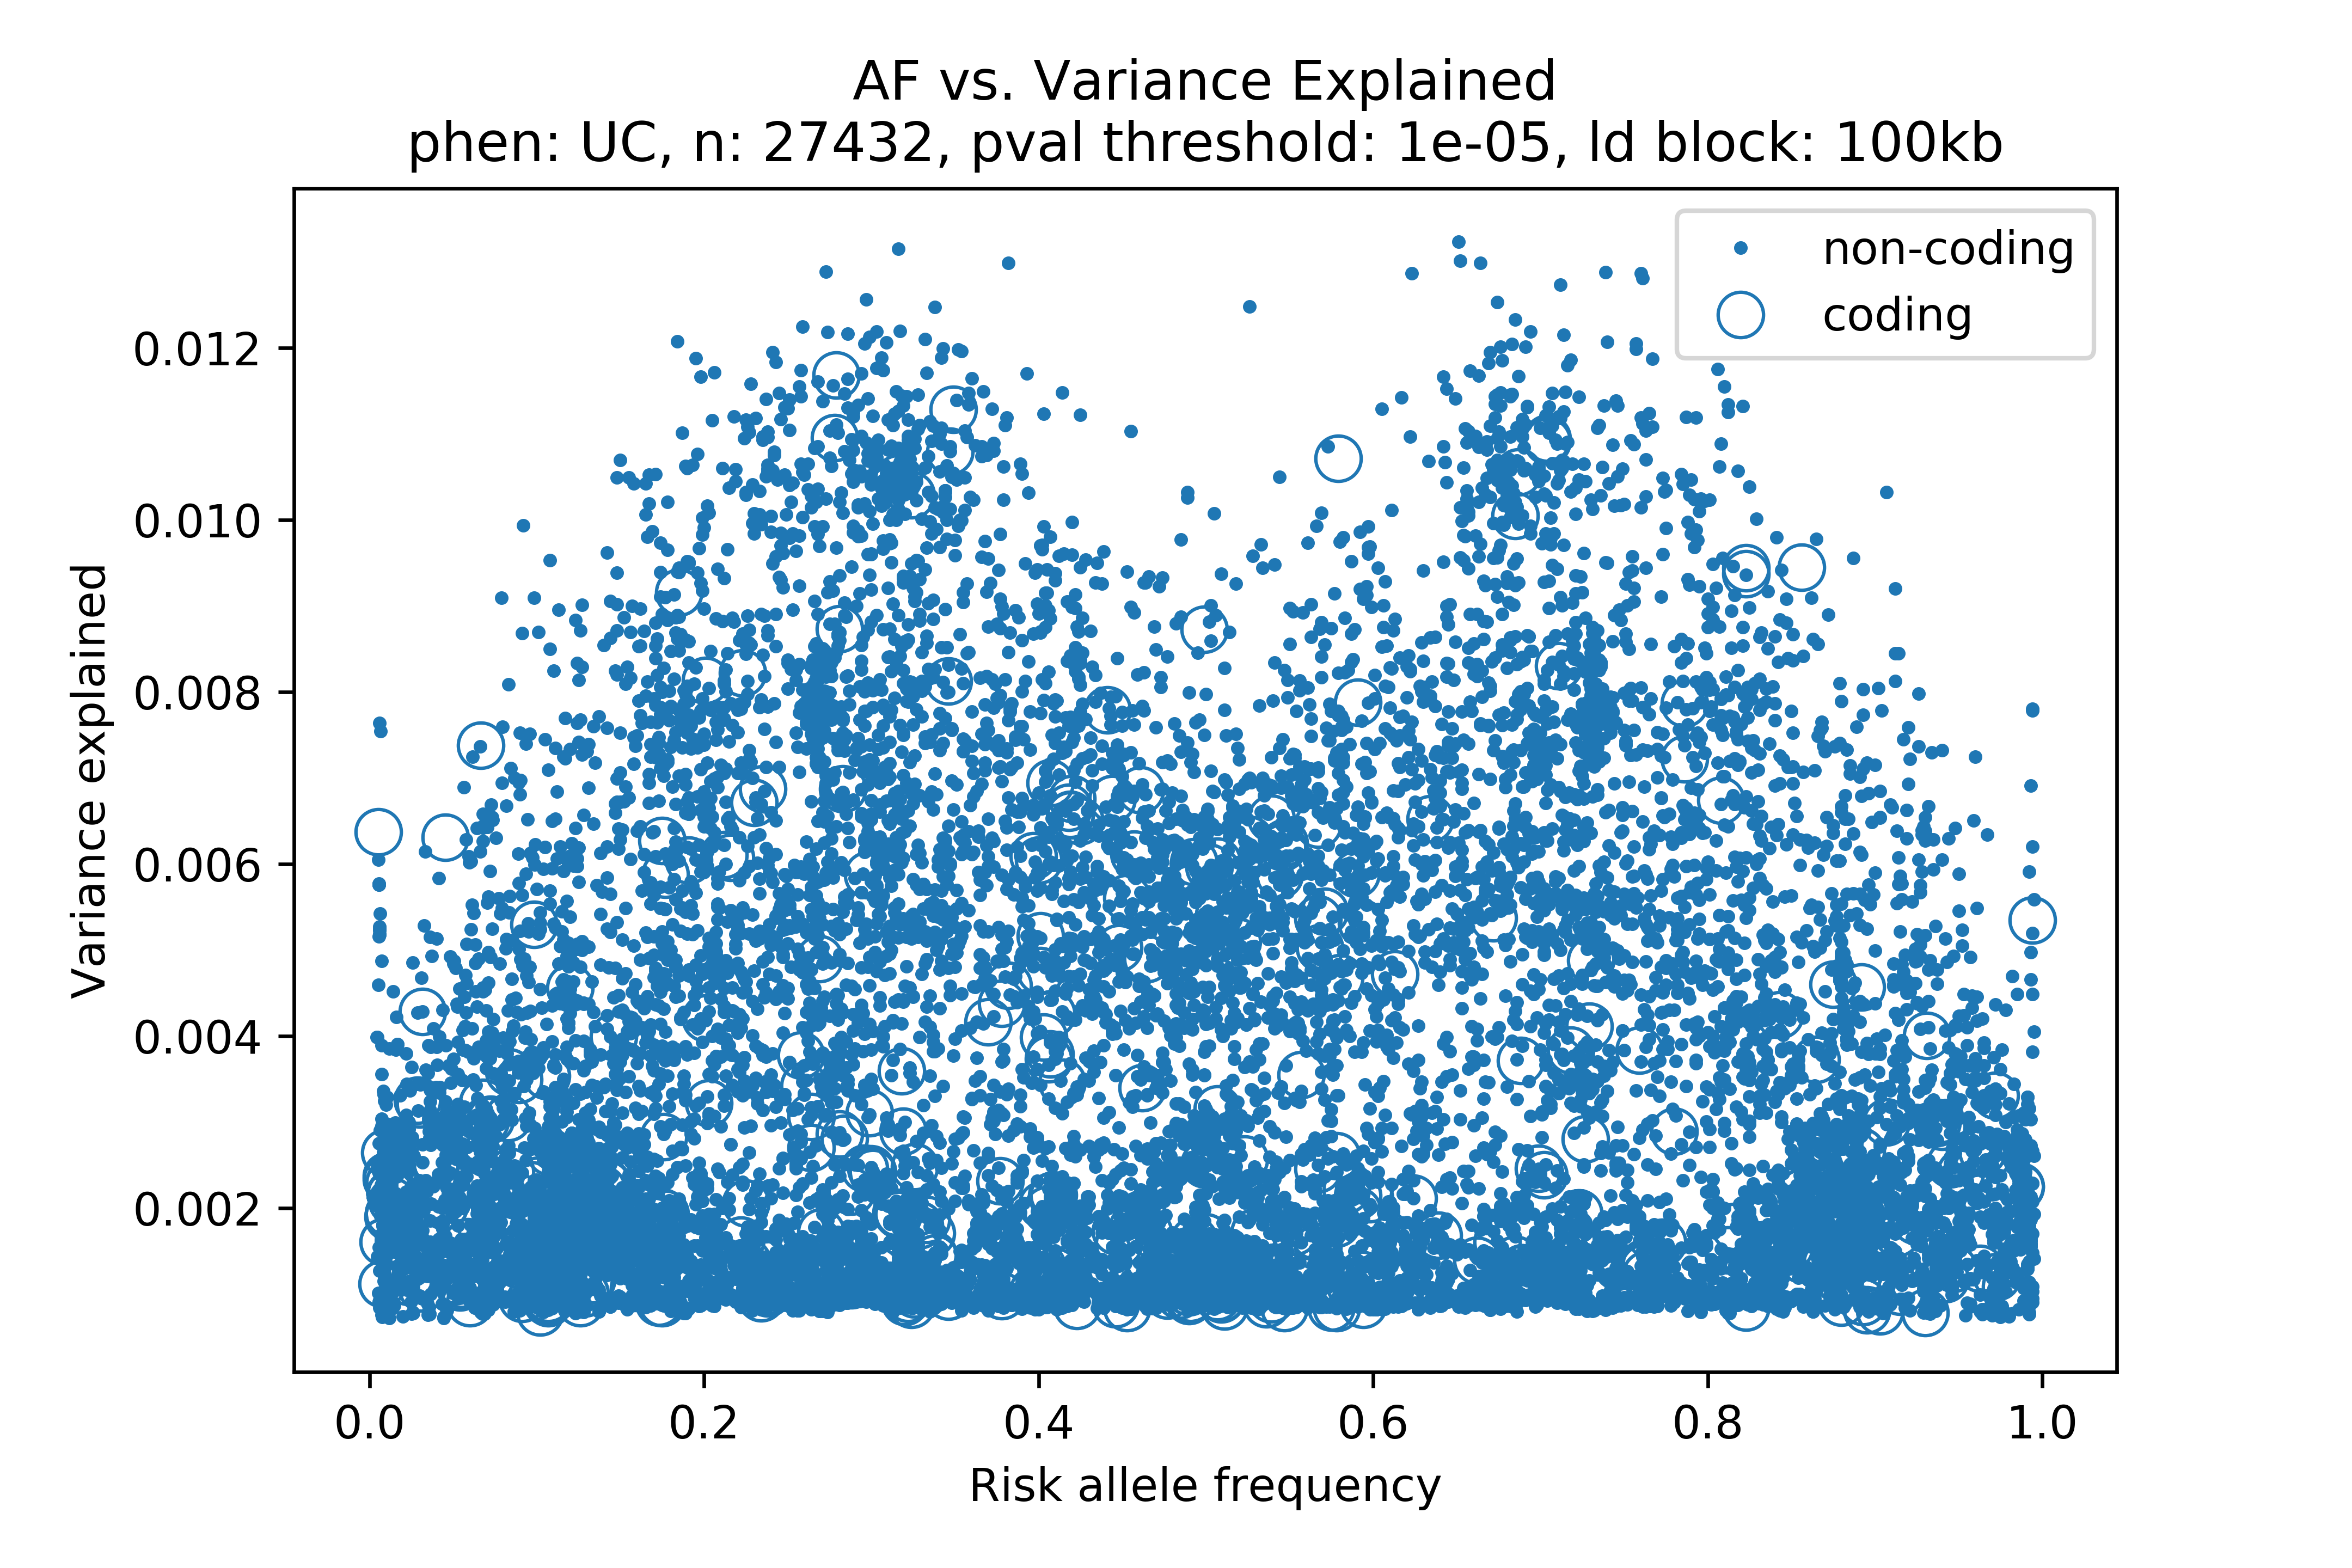 AF vs. Variance Explained
phen: UC, n: 27432, pval threshold: 1e-05, ld block: 100kb
non-coding
coding
0.012
0.010
0.008
0.006
0.004
0.002
Variance explained
0.0 0.2 0.4 0.6 0.8 1.0
Risk allele frequency